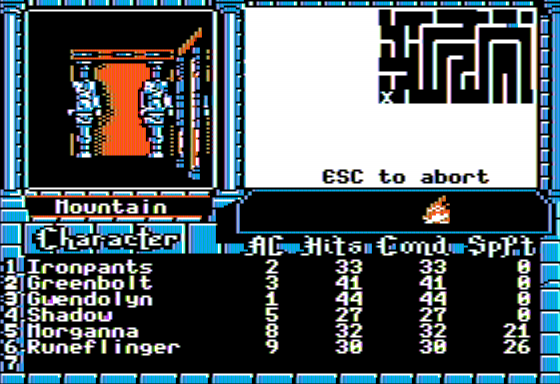 X
ESC to abort
Mountain
Character AC Hits Cond SpPt
1 Ironpants 2 33 33 0
2 Greenbolt 3 41 41 0
3 Gwendolyn 1 44 44 0
4 Shadow 5 27 27 0
5 Morganna 8 32 32 21
6 Runeflinger 9 30 30 26
7